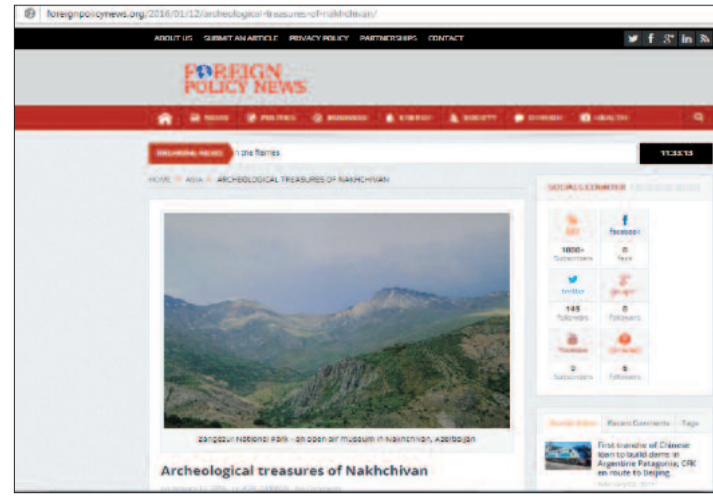 foreignpolicynews.org/2016/01/12/archeological-treasures-of-nakhchivan/
ABOUT US SUBMIT AN ARTICLE PRIVACY POLICY PARTNERSHIPS CONTACT
FOREIGN
POLICY NEWS
NEWS POLITICS BUSINESS ENERGY SOCIETY OPINION HEALTH
BREAKING NEWS n the flames 11:33:13
HOME ASIA ARCHEOLOGICAL TREASURES OF NAKHCHIVAN
SOCIALS COUNTER
facebook
1000+ 0
Subscribers Fans
twitter
145 0
Followers Followers
0 0
Subscribers Followers
Zangezur National Park - an open air museum in Nakhchivan, Azerbaijan
Archeological treasures of Nakhchivan
Recent Comments Tags
First tranche of Chinese
loan to build dams in
Argentine Patagonia; CFK
en route to Beijing